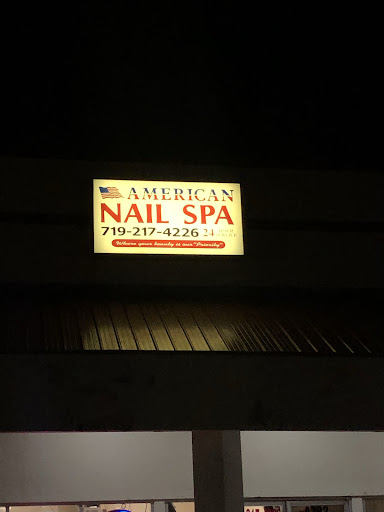 AMERICAN
NAIL SPA
719-217-4226 24
Where your beauty is our "Priority"